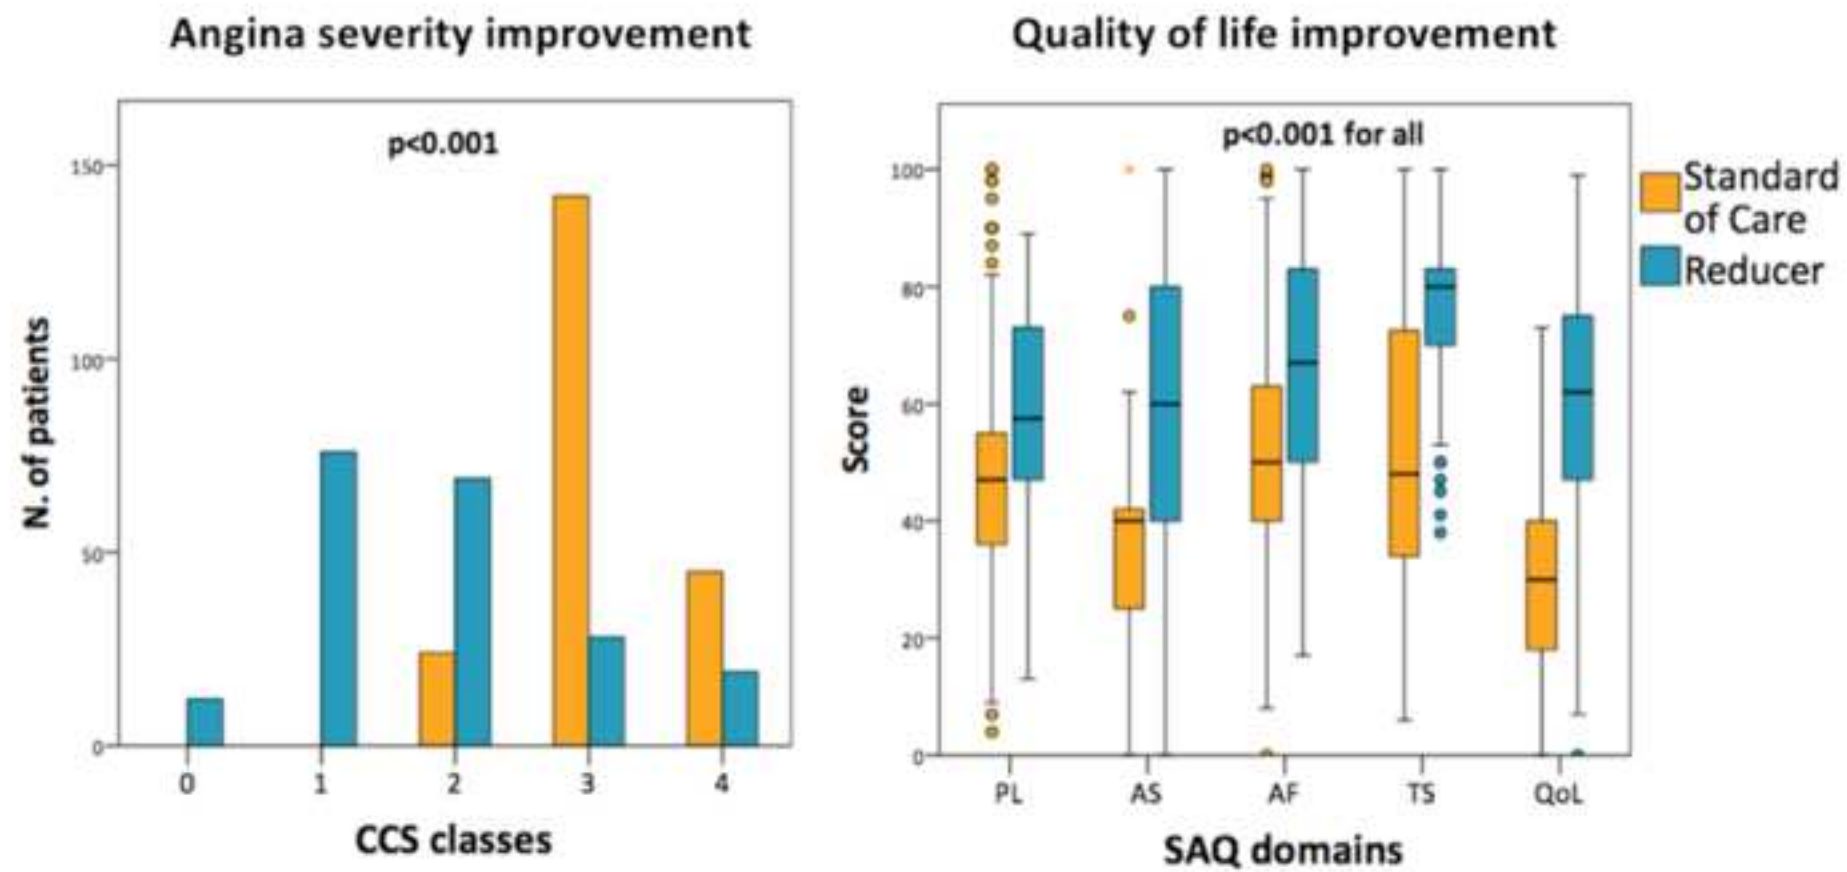 Angina severity improvement
p<0.001
N. of patients
150
100
50
0
0 1 2 3 4
CCS classes
Quality of life improvement
p<0.001 for all
Score
100
80
60
40
20
0
PL AS AF TS QoL
SAQ domains
Standard
of Care
Reducer